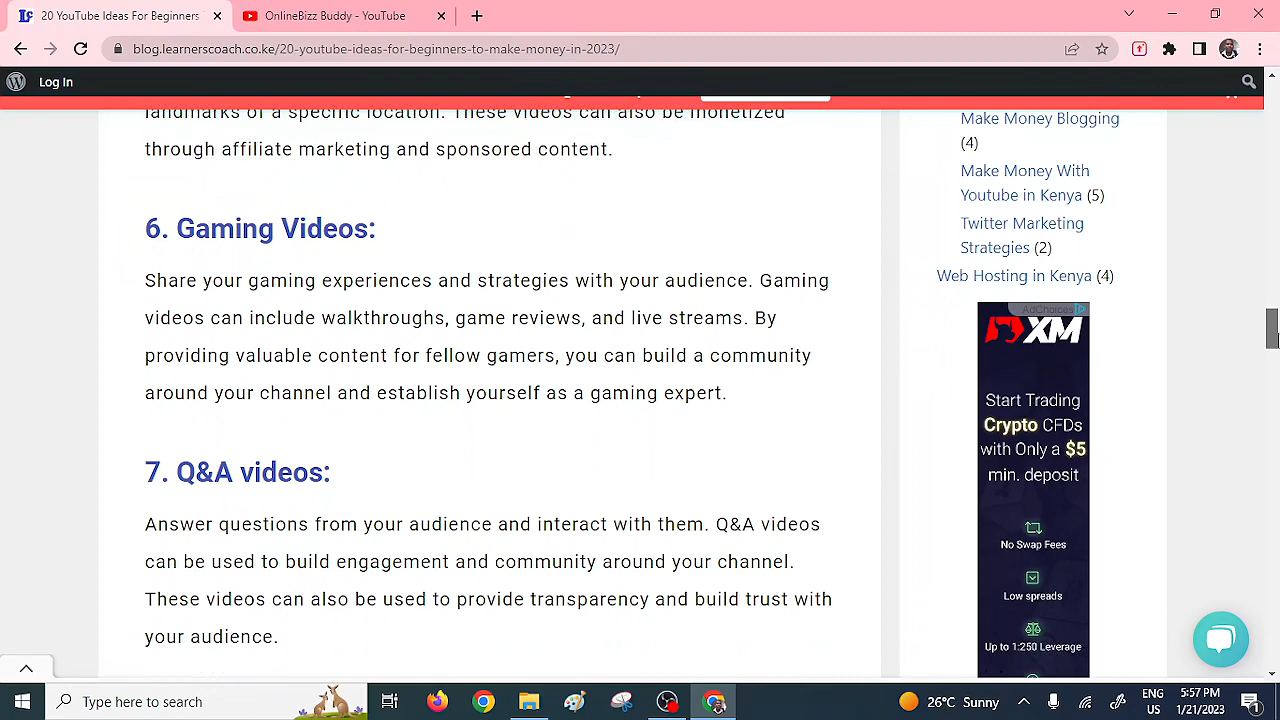 20 YouTube Ideas For Beginners
OnlineBizz Buddy - YouTube
blog.learnerscoach.co.ke/20-youtube-ideas-for-beginners-to-make-money-in-2023/
Log In
landmarks of a specific location. These videos can also be monetized
through affiliate marketing and sponsored content.
6. Gaming Videos:
Share your gaming experiences and strategies with your audience. Gaming
videos can include walkthroughs, game reviews, and live streams. By
providing valuable content for fellow gamers, you can build a community
around your channel and establish yourself as a gaming expert.
7. Q&A videos:
Answer questions from your audience and interact with them. Q&A videos
can be used to build engagement and community around your channel.
These videos can also be used to provide transparency and build trust with
your audience.
Make Money Blogging
(4)
Make Money With
Youtube in Kenya (5)
Twitter Marketing
Strategies (2)
Web Hosting in Kenya (4)
AdChoices
XM
Start Trading
Crypto CFDs
with Only a $5
min. deposit
No Swap Fees
Low spreads
Up to 1:250 Leverage
Type here to search
26°C Sunny
ENG
US
5:57 PM
1/21/2023
1